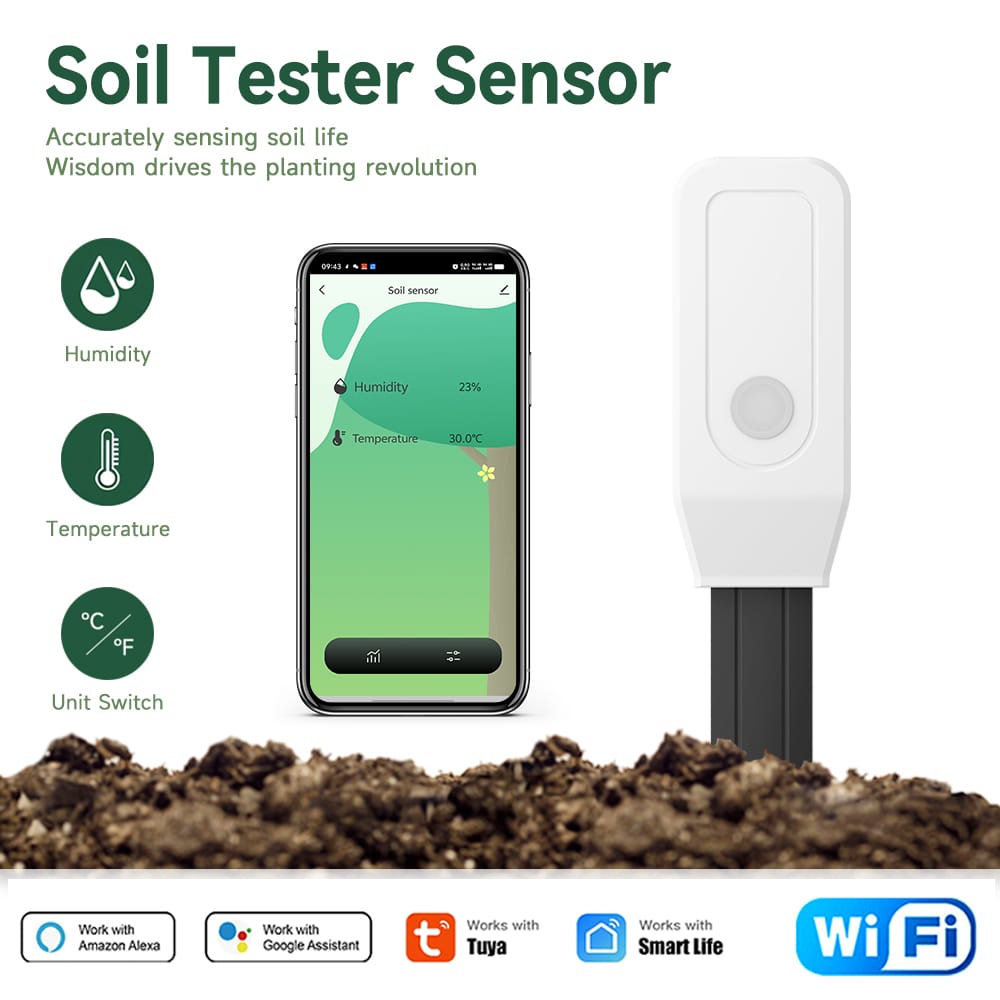 Soil Tester Sensor
Accurately sensing soil life
Wisdom drives the planting revolution
Humidity
Temperature
°C
°F
Unit Switch
09:43
Soil sensor
Humidity 23%
Temperature 30.0°C
Work with
Amazon Alexa
Work with
Google Assistant
Works with
Tuya
Works with
Smart Life
WiFi